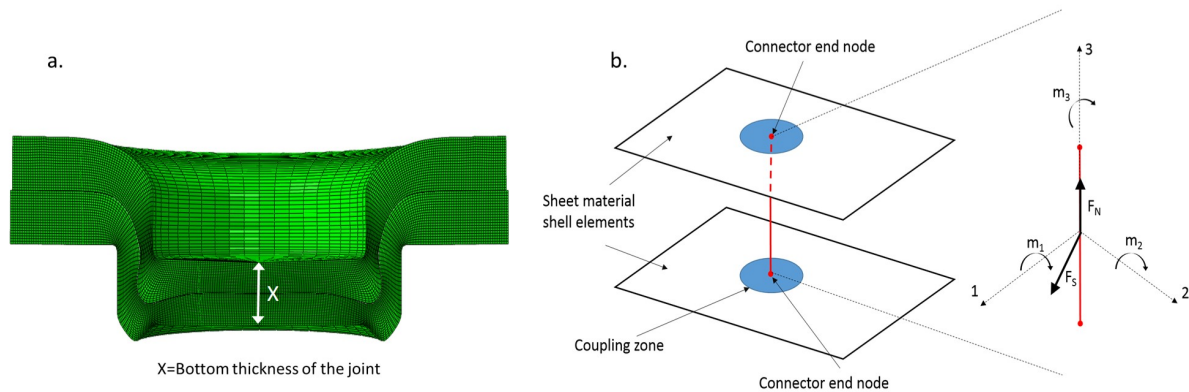 a.
X
X=Bottom thickness of the joint
b.
Connector end node
Sheet material
shell elements
Coupling zone
Connector end node
3
m3
FN
m1
m2
FS
1
2